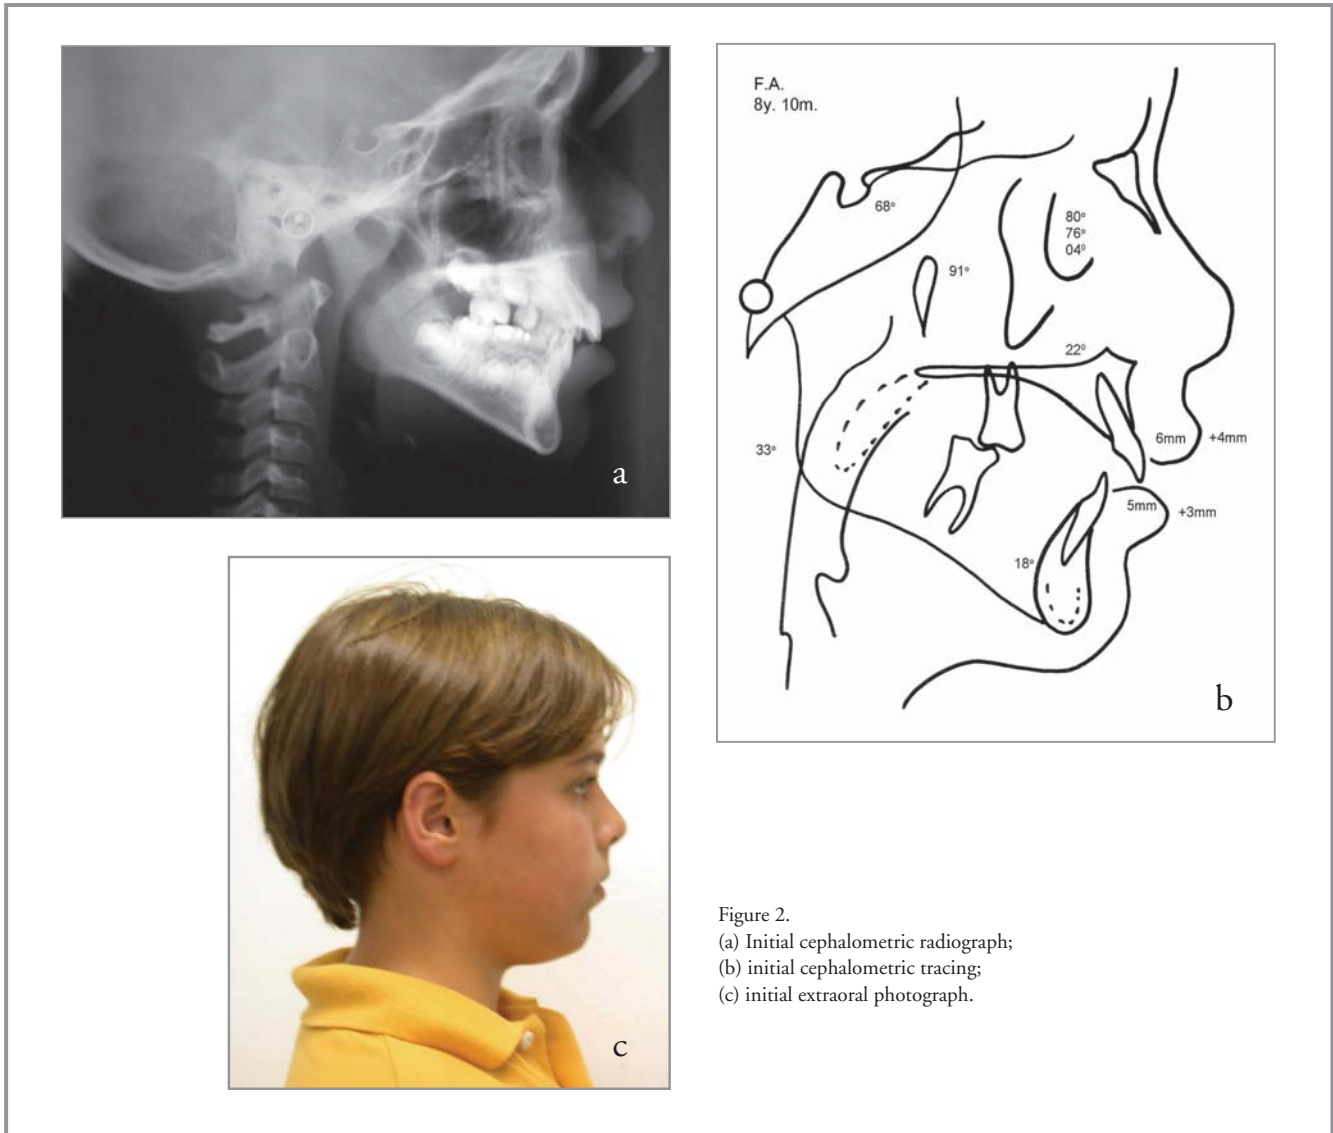 a
F.A.
8y. 10m.
68°
80°
76°
04°
91°
22°
33°
6mm +4mm
5mm +3mm
18°
b
c
Figure 2.
(a) Initial cephalometric radiograph;
(b) initial cephalometric tracing;
(c) initial extraoral photograph.